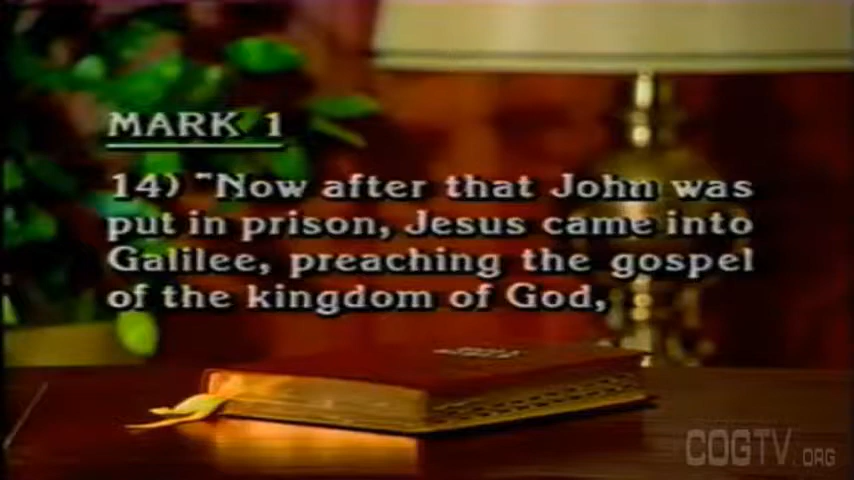 MARK 1
14) "Now after that John was
put in prison, Jesus came into
Galilee, preaching the gospel
of the kingdom of God,
COGTV.ORG